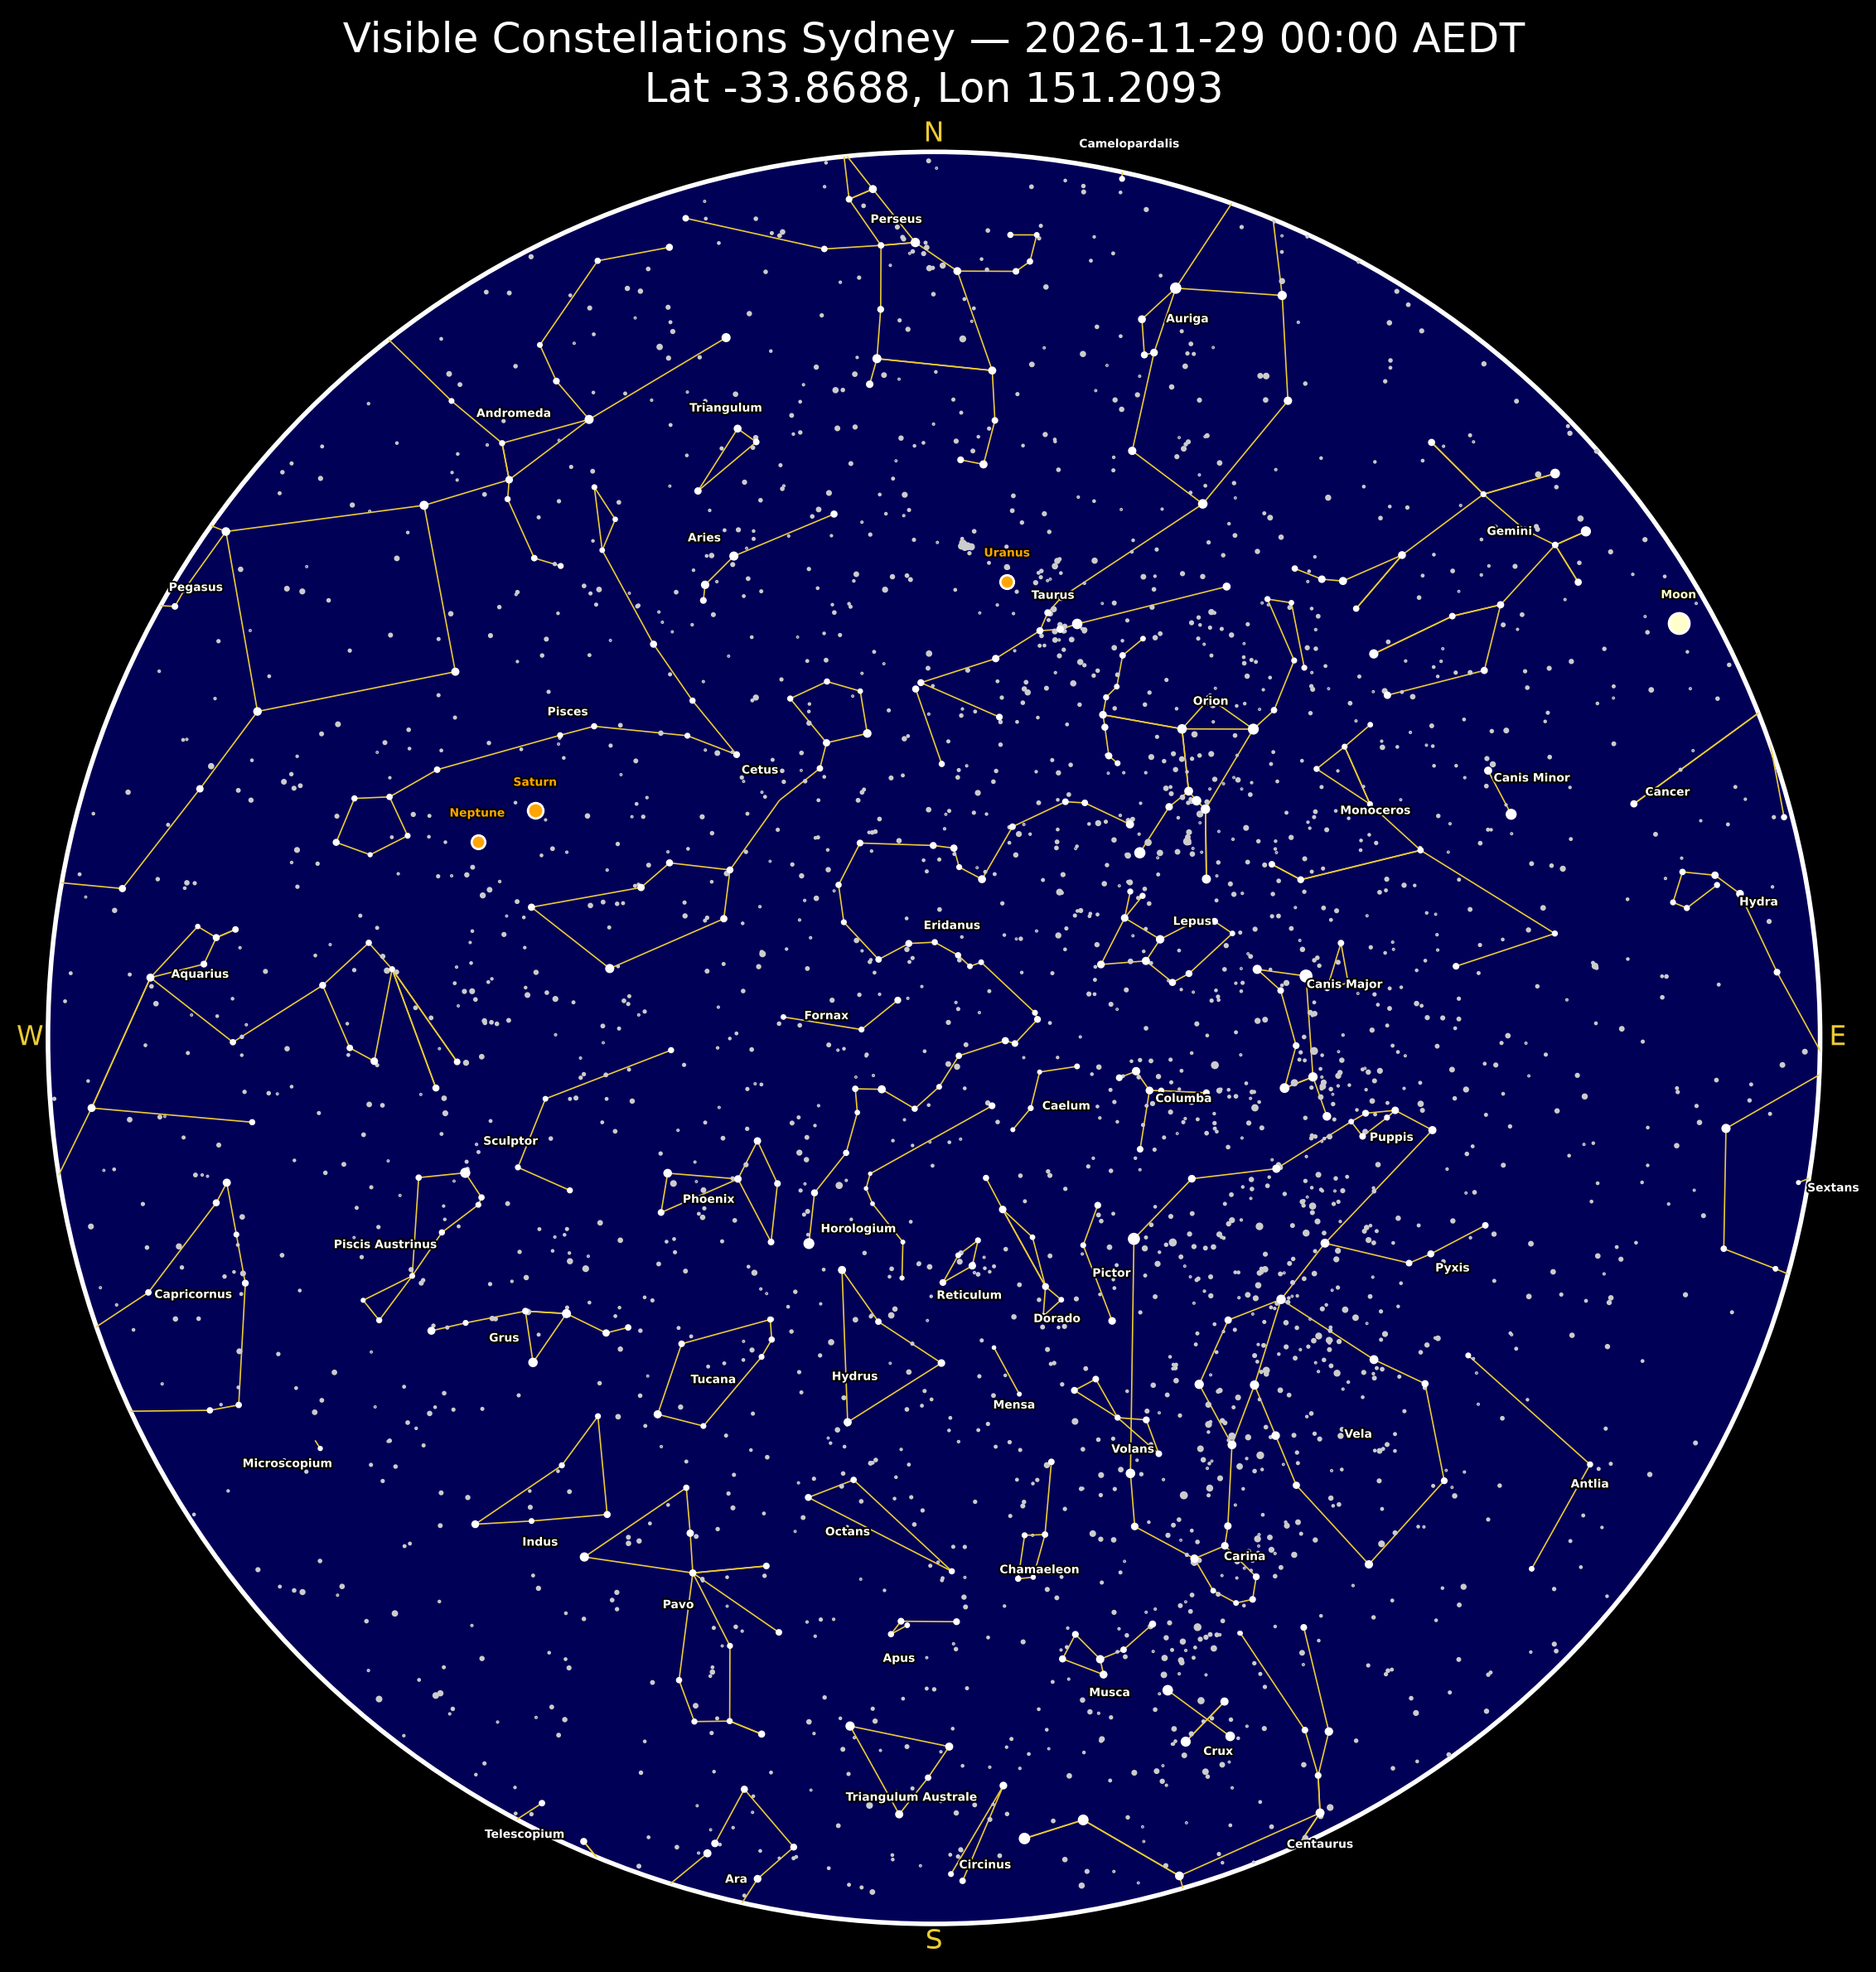 Visible Constellations Sydney — 2026-11-29 00:00 AEDT
Lat -33.8688, Lon 151.2093
N
Camelopardalis
Perseus
Auriga
Triangulum
Andromeda
Gemini
Aries
Uranus
Pegasus
Taurus
Moon
Orion
Pisces
Cetus
Canis Minor
Saturn
Cancer
Neptune
Monoceros
Hydra
Lepus
Eridanus
Aquarius
Canis Major
Fornax
W
E
Columba
Caelum
Puppis
Sculptor
Sextans
Phoenix
Horologium
Piscis Austrinus
Pyxis
Pictor
Capricornus
Reticulum
Dorado
Grus
Hydrus
Tucana
Mensa
Vela
Volans
Microscopium
Antlia
Octans
Indus
Carina
Chamaeleon
Pavo
Apus
Musca
Crux
Triangulum Australe
Telescopium
Centaurus
Circinus
Ara
S